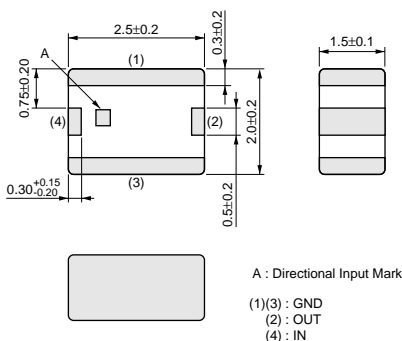 2.5±0.2
0.3±0.2
1.5±0.1
A
(1)
0.75±0.20
(4)
(2)
2.0±0.2
0.5±0.2
(3)
0.30+0.15-0.20
A : Directional Input Mark
(1)(3) : GND
(2) : OUT
(4) : IN